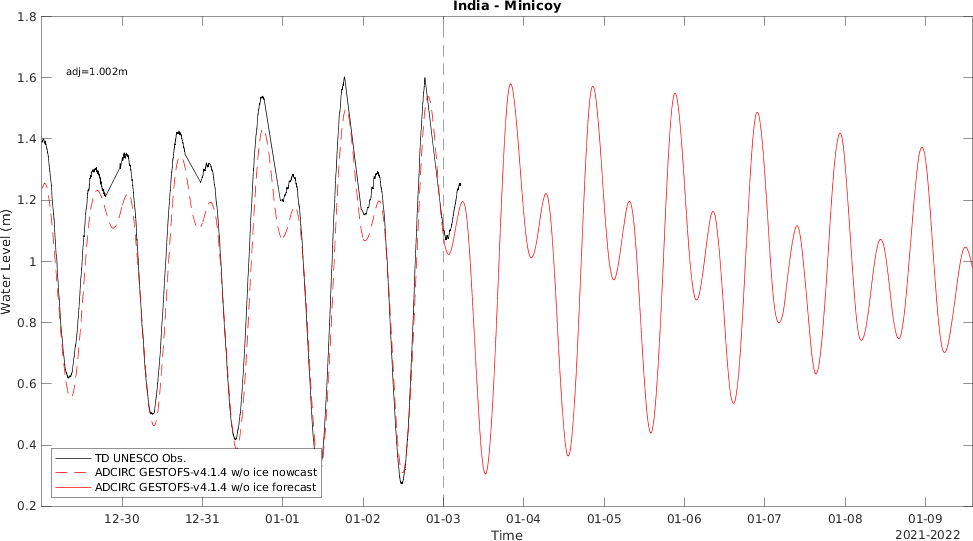 India - Minicoy
1.8
1.6
1.4
1.2
1
0.8
0.6
0.4
0.2
Water Level (m)
adj=1.002m
TD UNESCO Obs.
ADCIRC GESTOFS-v4.1.4 w/o ice nowcast
ADCIRC GESTOFS-v4.1.4 w/o ice forecast
12-30 12-31 01-01 01-02 01-03 01-04 01-05 01-06 01-07 01-08 01-09
Time
2021-2022